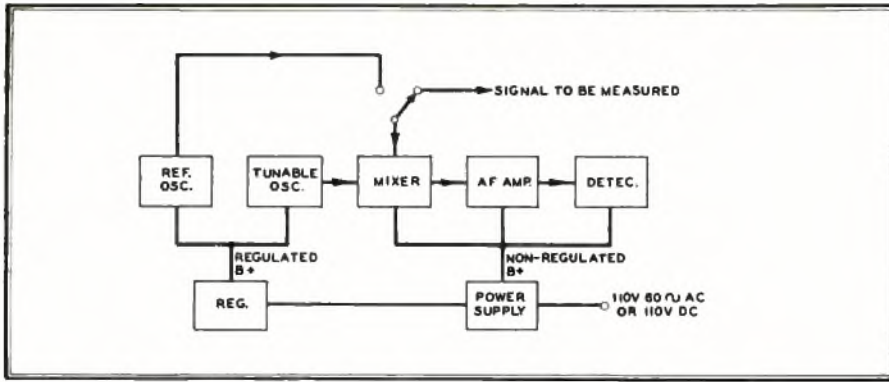 SIGNAL TO BE MEASURED
REF.
OSC.
TUNABLE
OSC.
MIXER
AF AMP.
DETEC.
REGULATED
B+
NON-REGULATED
B+
REG.
POWER
SUPPLY
110V 60 ∿ AC
OR 110V DC